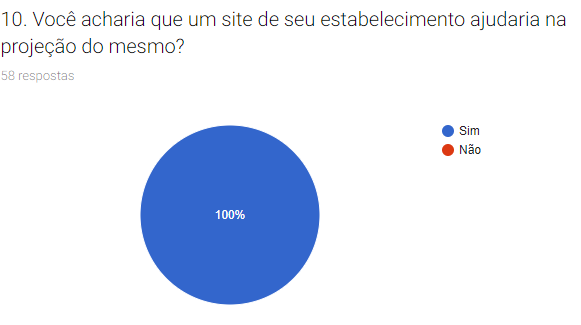 10. Você acharia que um site de seu estabelecimento ajudaria na
projeção do mesmo?
58 respostas
Sim
Não
100%